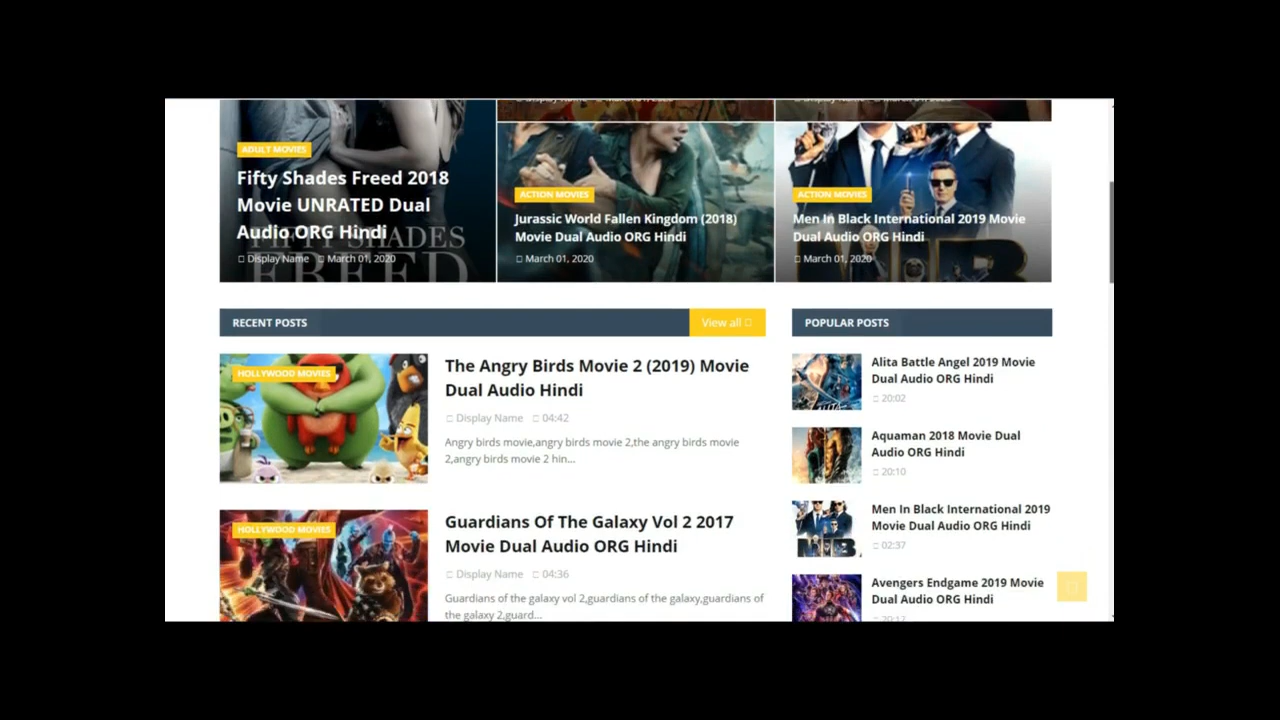 ADULT MOVIES
Fifty Shades Freed 2018
Movie UNRATED Dual
Audio ORG Hindi
FIFTY SHADES
FREED
Display Name March 01, 2020
ACTION MOVIES
Jurassic World Fallen Kingdom (2018)
Movie Dual Audio ORG Hindi
March 01, 2020
ACTION MOVIES
Men In Black International 2019 Movie
Dual Audio ORG Hindi
March 01, 2020
RECENT POSTS
View all
HOLLYWOOD MOVIES
The Angry Birds Movie 2 (2019) Movie
Dual Audio Hindi
Display Name 04:42
Angry birds movie,angry birds movie 2,the angry birds movie
2,angry birds movie 2 hin...
HOLLYWOOD MOVIES
Guardians Of The Galaxy Vol 2 2017
Movie Dual Audio ORG Hindi
Display Name 04:36
Guardians of the galaxy vol 2,guardians of the galaxy,guardians of
the galaxy 2,guard...
POPULAR POSTS
Alita Battle Angel 2019 Movie
Dual Audio ORG Hindi
20:02
Aquaman 2018 Movie Dual
Audio ORG Hindi
20:10
Men In Black International 2019
Movie Dual Audio ORG Hindi
02:37
Avengers Endgame 2019 Movie
Dual Audio ORG Hindi